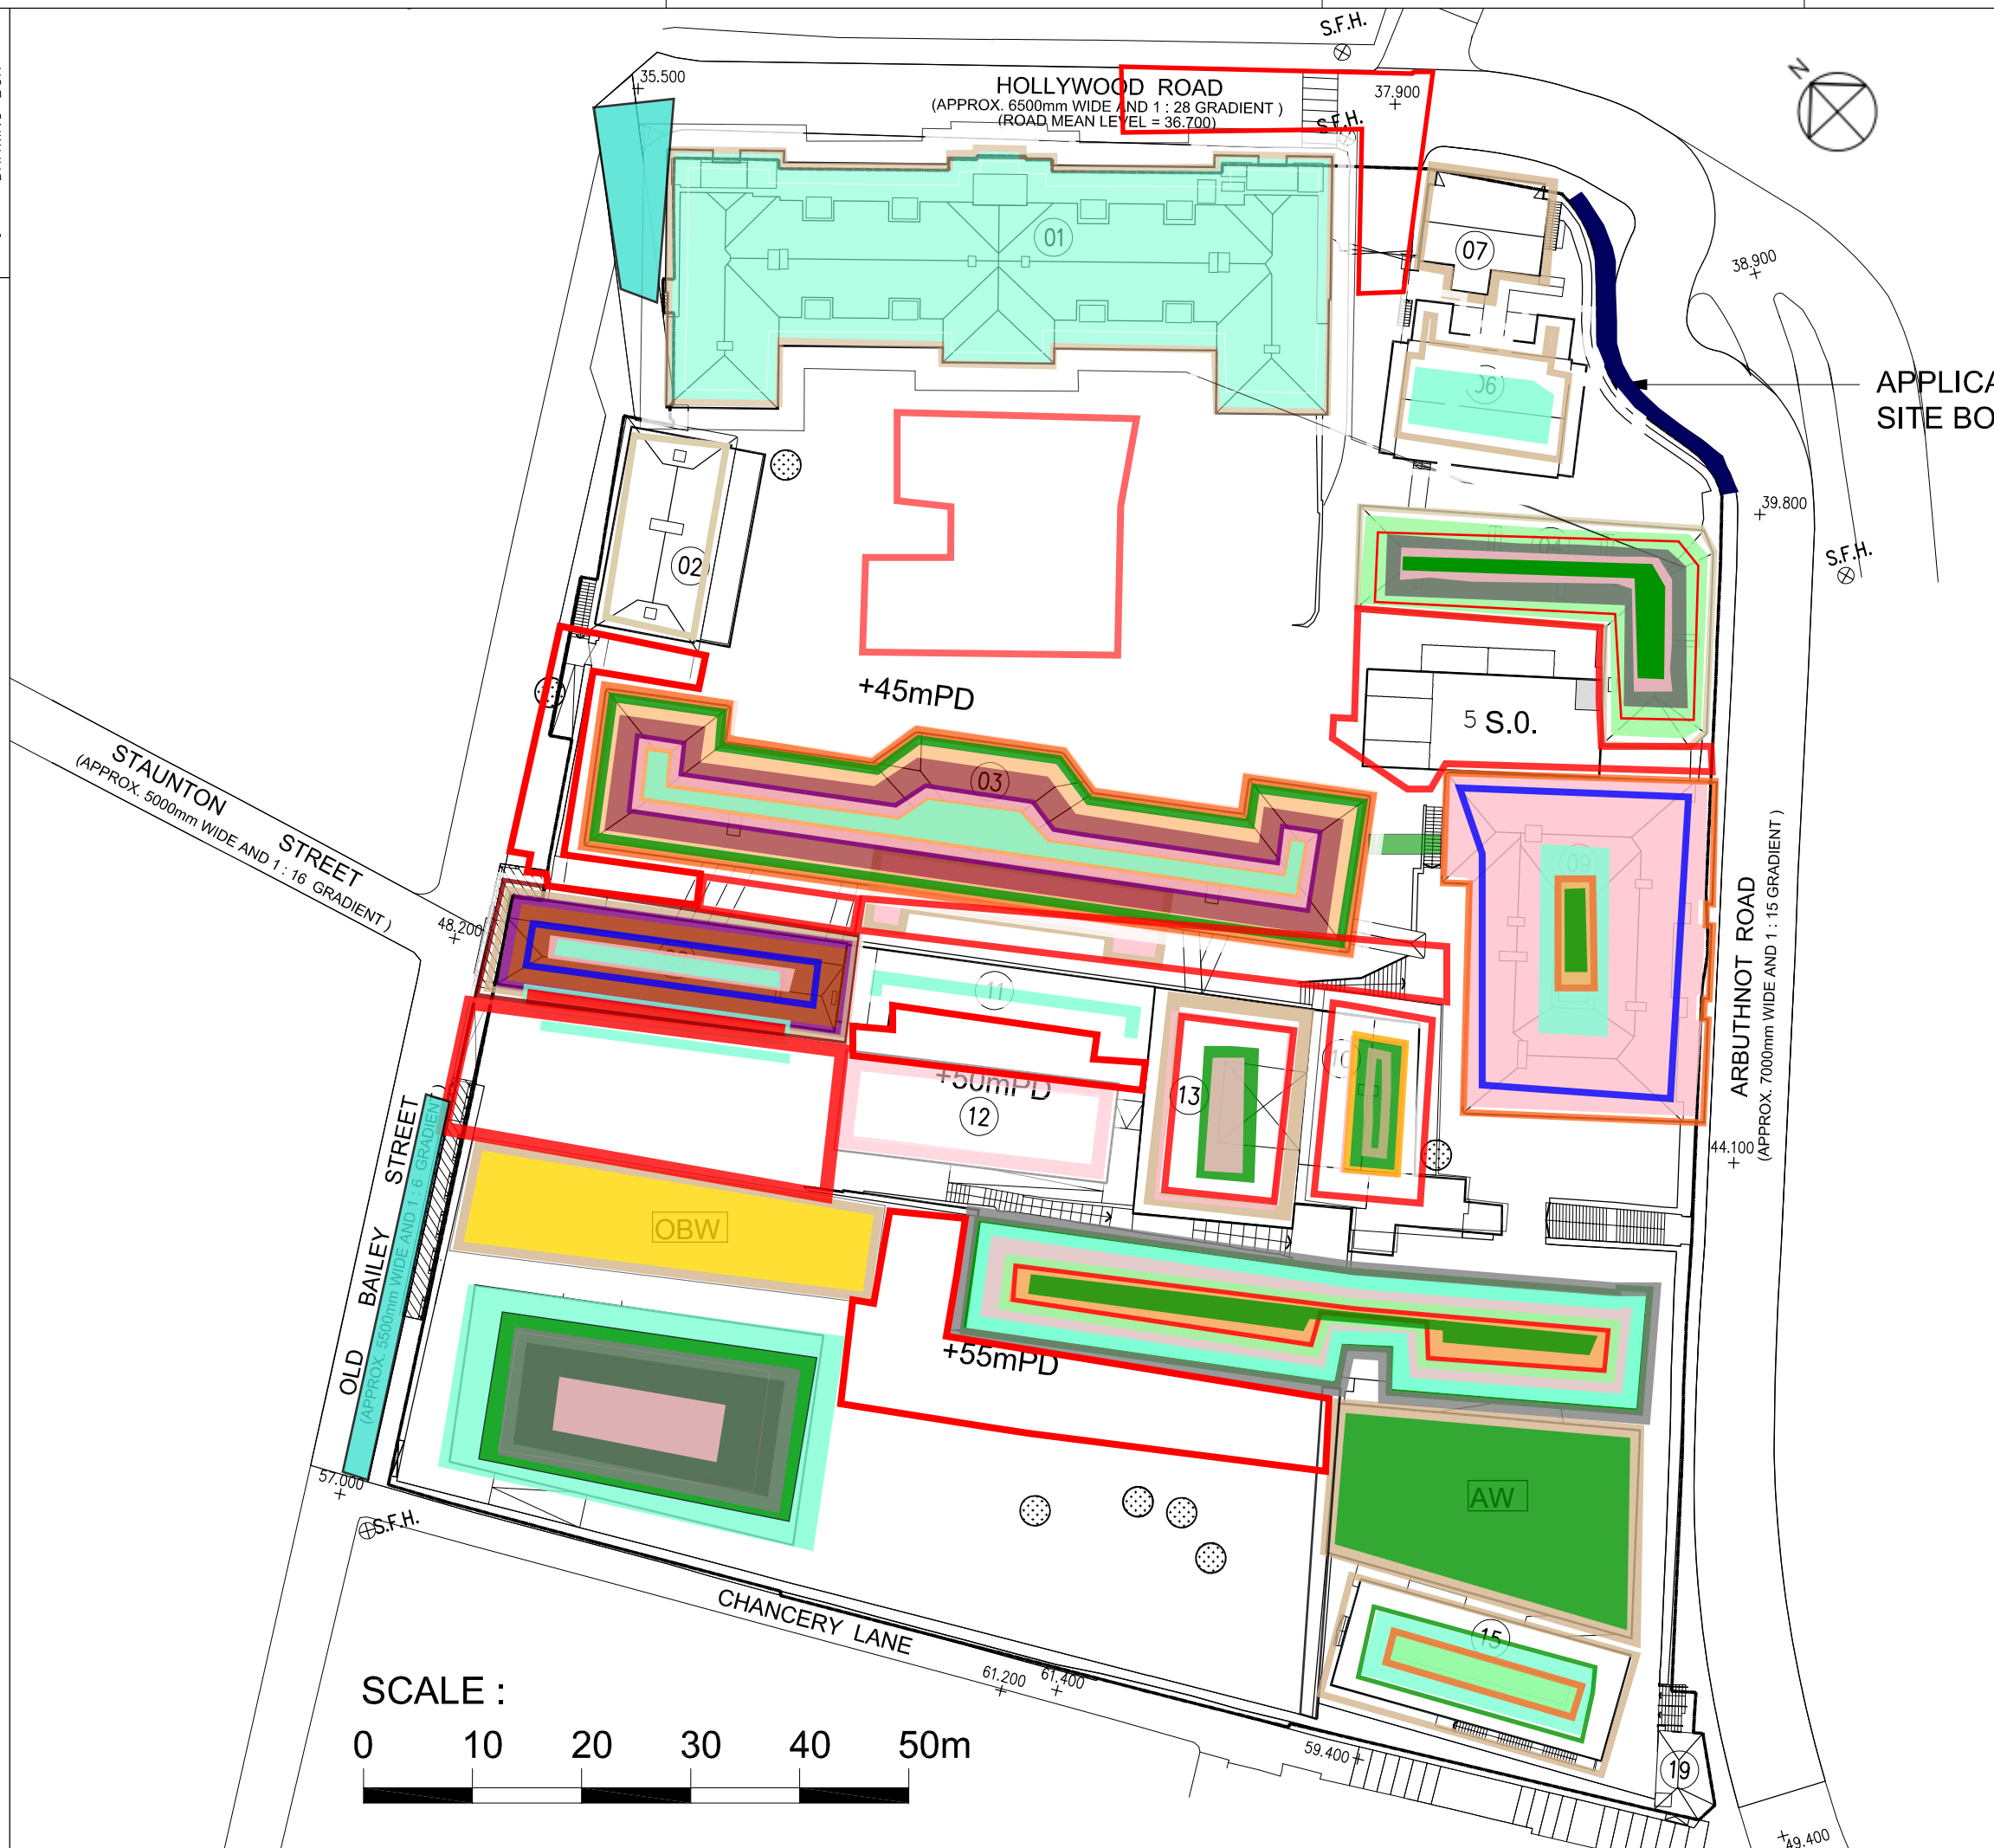 S.F.H.
N
35.500
HOLLYWOOD ROAD
(APPROX. 6500mm WIDE AND 1 : 28 GRADIENT )
(ROAD MEAN LEVEL = 36.700)
37.900
S.F.H.
01
07
38.900
06
APPLICA
SITE BO
39.800
04
S.F.H.
02
+45mPD
5 S.O.
STAUNTON STREET
(APPROX. 5000mm WIDE AND 1 : 16 GRADIENT )
03
09
ARBUTHNOT ROAD
(APPROX. 7000mm WIDE AND 1 : 15 GRADIENT )
48.200
11
10
+50mPD
12
13
44.100
OLD BAILEY STREET
(APPROX. 5500mm WIDE AND 1 : 6 GRADIENT
OBW
+55mPD
57.000
S.F.H.
AW
CHANCERY LANE
15
61.200
61.400
59.400
19
49.400
SCALE :
0 10 20 30 40 50m